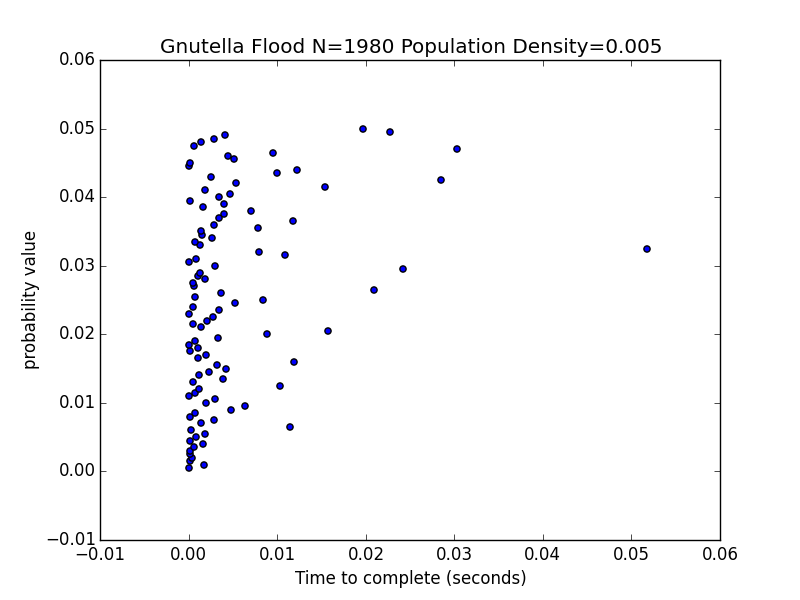 Gnutella Flood N=1980 Population Density=0.005
0.06
0.05
0.04
0.03
0.02
0.01
0.00
−0.01
probability value
−0.01 0.00 0.01 0.02 0.03 0.04 0.05 0.06
Time to complete (seconds)